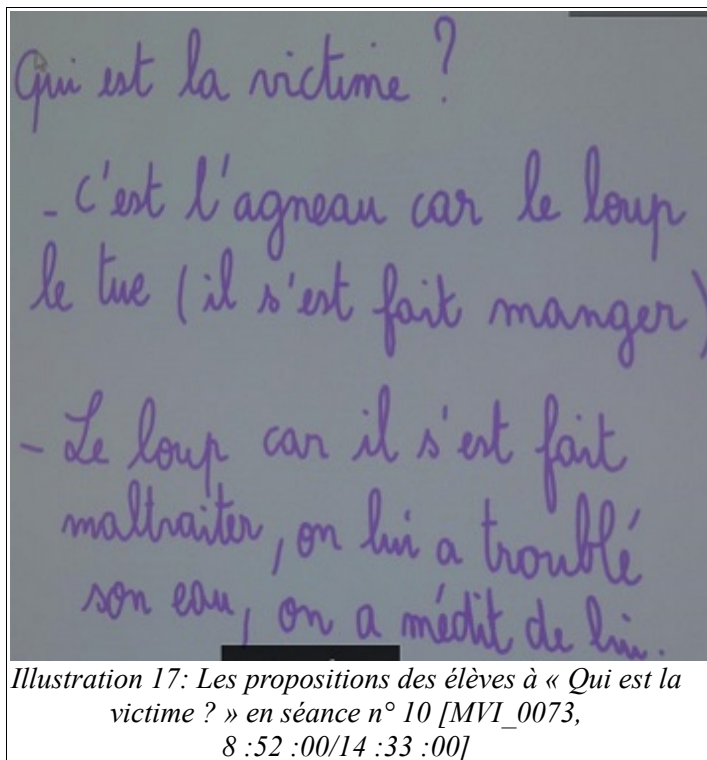 Qui est la victime ?
- c'est l'agneau car le loup
le tue (il s'est fait manger)
- Le loup car il s'est fait
maltraiter, on lui a troublé
son eau, on a médit de lui.
Illustration 17: Les propositions des élèves à « Qui est la
victime ? » en séance n° 10 [MVI_0073,
8 :52 :00/14 :33 :00]